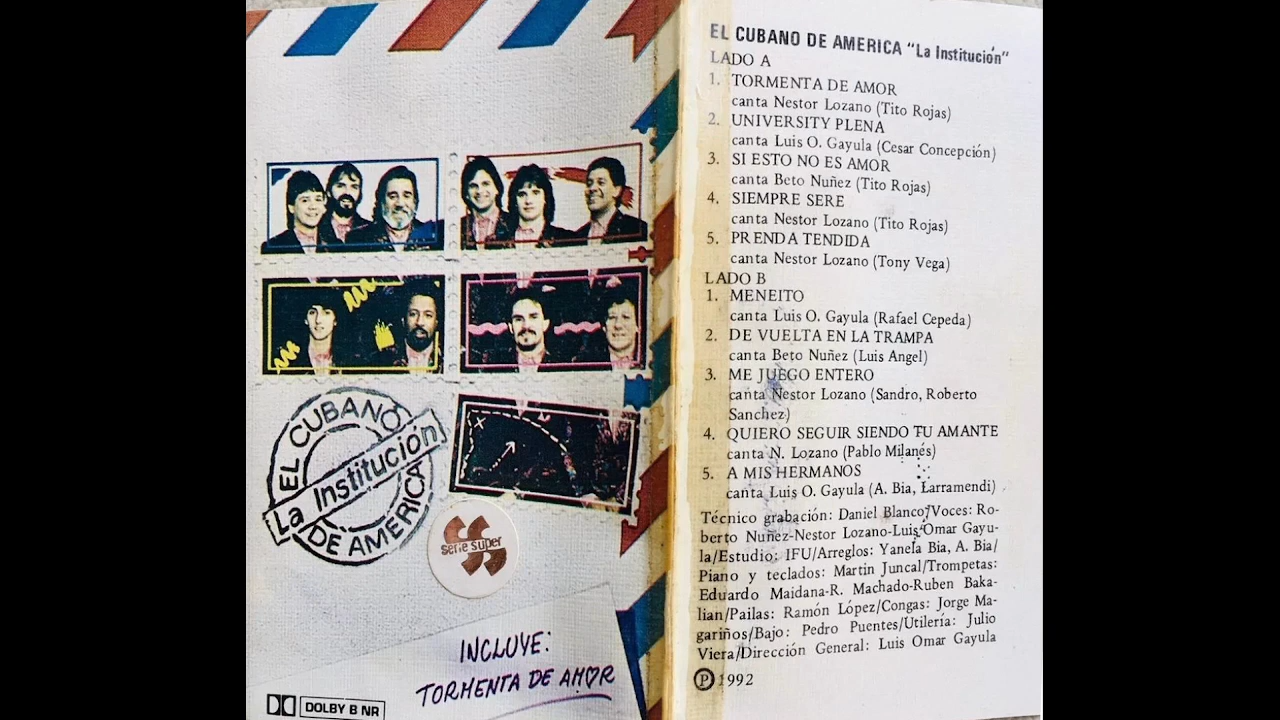 EL CUBANO
La Institución
DE AMERICA
serie super
INCLUYE:
TORMENTA DE AMOR
DOLBY B NR
EL CUBANO DE AMERICA "La Institución"
LADO A
1. TORMENTA DE AMOR
canta Nestor Lozano (Tito Rojas)
2. UNIVERSITY PLENA
canta Luis O. Gayula (Cesar Concepción)
3. SI ESTO NO ES AMOR
canta Beto Nuñez (Tito Rojas)
4. SIEMPRE SERE
canta Nestor Lozano (Tito Rojas)
5. PRENDA TENDIDA
canta Nestor Lozano (Tony Vega)
LADO B
1. MENEITO
canta Luis O. Gayula (Rafael Cepeda)
2. DE VUELTA EN LA TRAMPA
canta Beto Nuñez (Luis Angel)
3. ME JUEGO ENTERO
canta Nestor Lozano (Sandro, Roberto
Sanchez)
4. QUIERO SEGUIR SIENDO TU AMANTE
canta N. Lozano (Pablo Milanés)
5. A MIS HERMANOS
canta Luis O. Gayula (A. Bia, Larramendi)
Técnico grabación: Daniel Blanco/Voces: Ro-
berto Nuñez-Nestor Lozano-Luis Omar Gayu-
la/Estudio: IFU/Arreglos: Yanela Bia, A. Bia/
Piano y teclados: Martin Juncal/Trompetas:
Eduardo Maidana-R. Machado-Ruben Baka-
lian/Pailas: Ramón López/Congas: Jorge Ma-
gariños/Bajo: Pedro Puentes/Utilería: Julio
Viera/Dirección General: Luis Omar Gayula
Ⓟ 1992